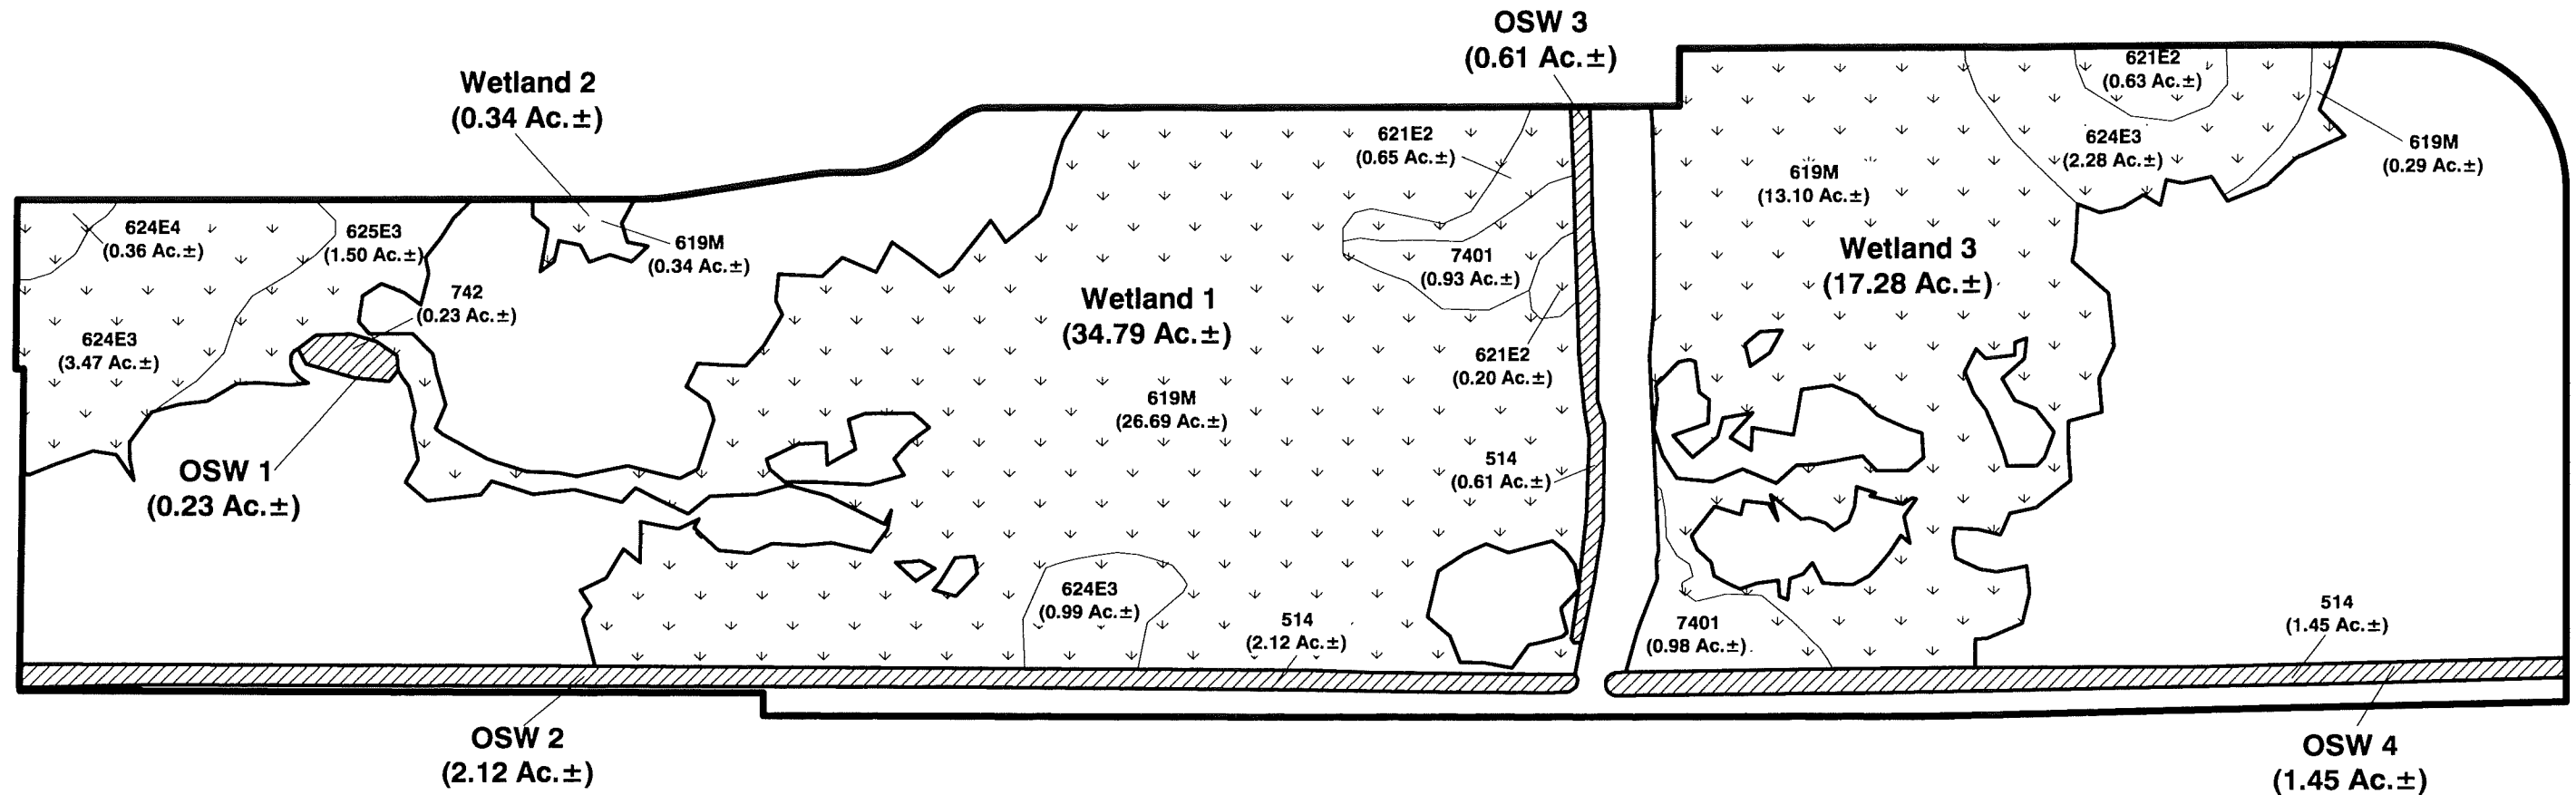 OSW 3
(0.61 Ac.±)
Wetland 2
(0.34 Ac.±)
621E2
(0.63 Ac.±)
621E2
(0.65 Ac.±)
624E3
(2.28 Ac.±)
619M
(0.29 Ac.±)
619M
(13.10 Ac.±)
624E4
(0.36 Ac.±)
625E3
(1.50 Ac.±)
619M
(0.34 Ac.±)
7401
(0.93 Ac.±)
Wetland 3
(17.28 Ac.±)
742
(0.23 Ac.±)
Wetland 1
(34.79 Ac.±)
624E3
(3.47 Ac.±)
621E2
(0.20 Ac.±)
619M
(26.69 Ac.±)
OSW 1
(0.23 Ac.±)
514
(0.61 Ac.±)
624E3
(0.99 Ac.±)
514
(2.12 Ac.±)
7401
(0.98 Ac.±)
514
(1.45 Ac.±)
OSW 2
(2.12 Ac.±)
OSW 4
(1.45 Ac.±)